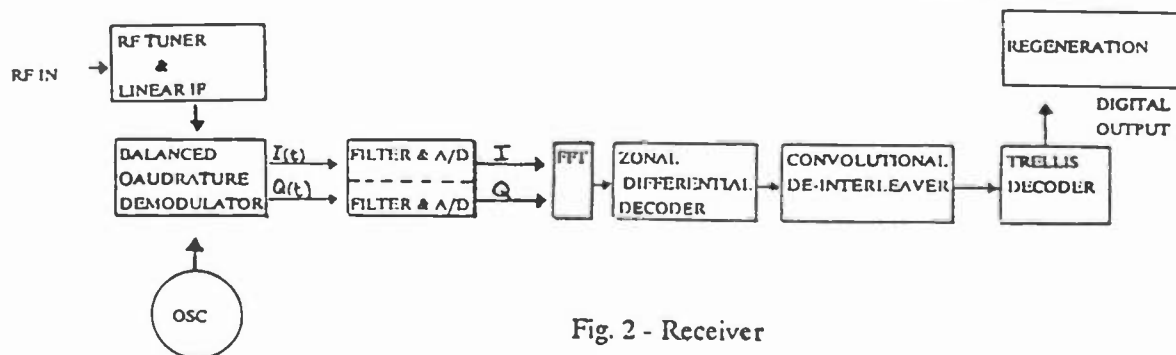 RF IN
RF TUNER
&
LINEAR IF
BALANCED
QAUDRATURE
DEMODULATOR
I(t)
Q(t)
OSC
FILTER & A/D
FILTER & A/D
I
Q
FFT
ZONAL
DIFFERENTIAL
DECODER
CONVOLUTIONAL
DE-INTERLEAVER
TRELLIS
DECODER
DIGITAL
OUTPUT
REGENERATION
Fig. 2 - Receiver